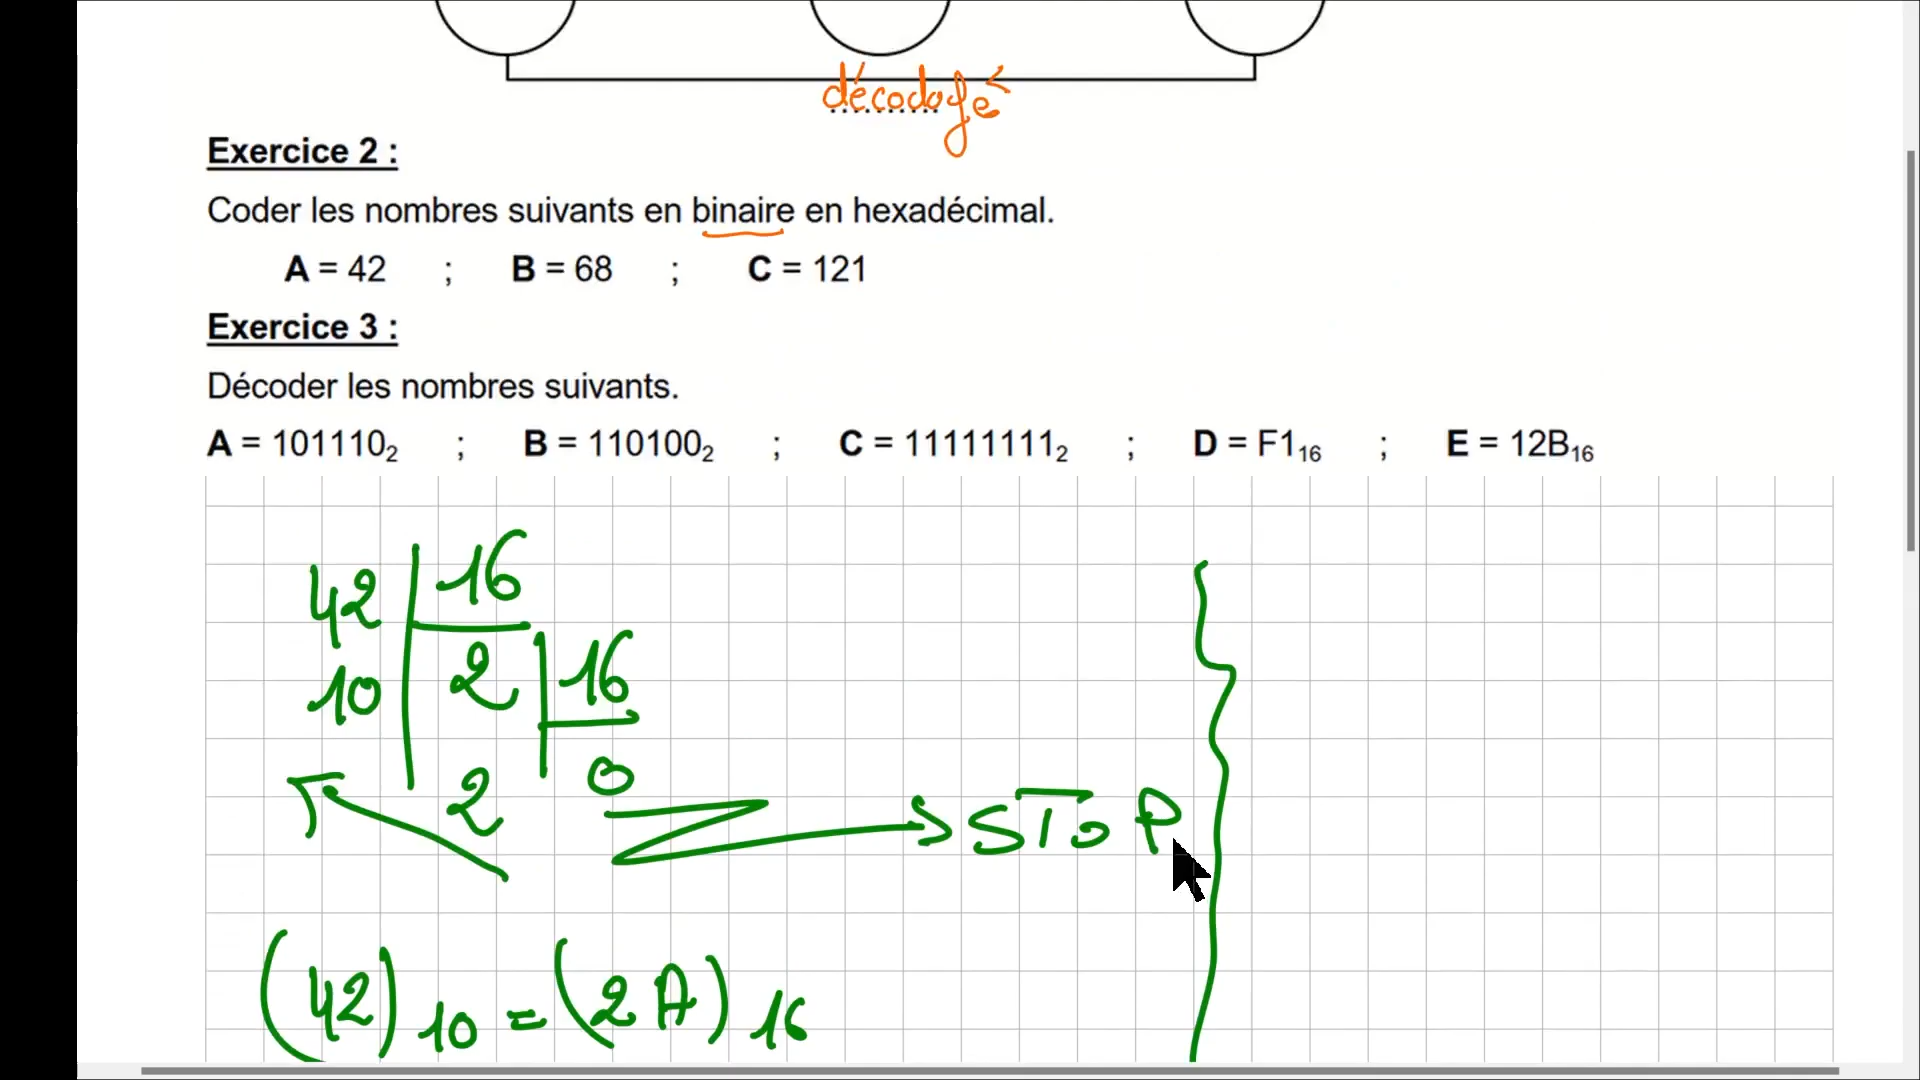 décodage
Exercice 2 :
Coder les nombres suivants en binaire en hexadécimal.
A = 42 ; B = 68 ; C = 121
Exercice 3 :
Décoder les nombres suivants.
A = 101110₂ ; B = 110100₂ ; C = 11111111₂ ; D = F1₁₆ ; E = 12B₁₆
42 16
10 2 16
2 0
STOP
(42)₁₀ = (2A)₁₆